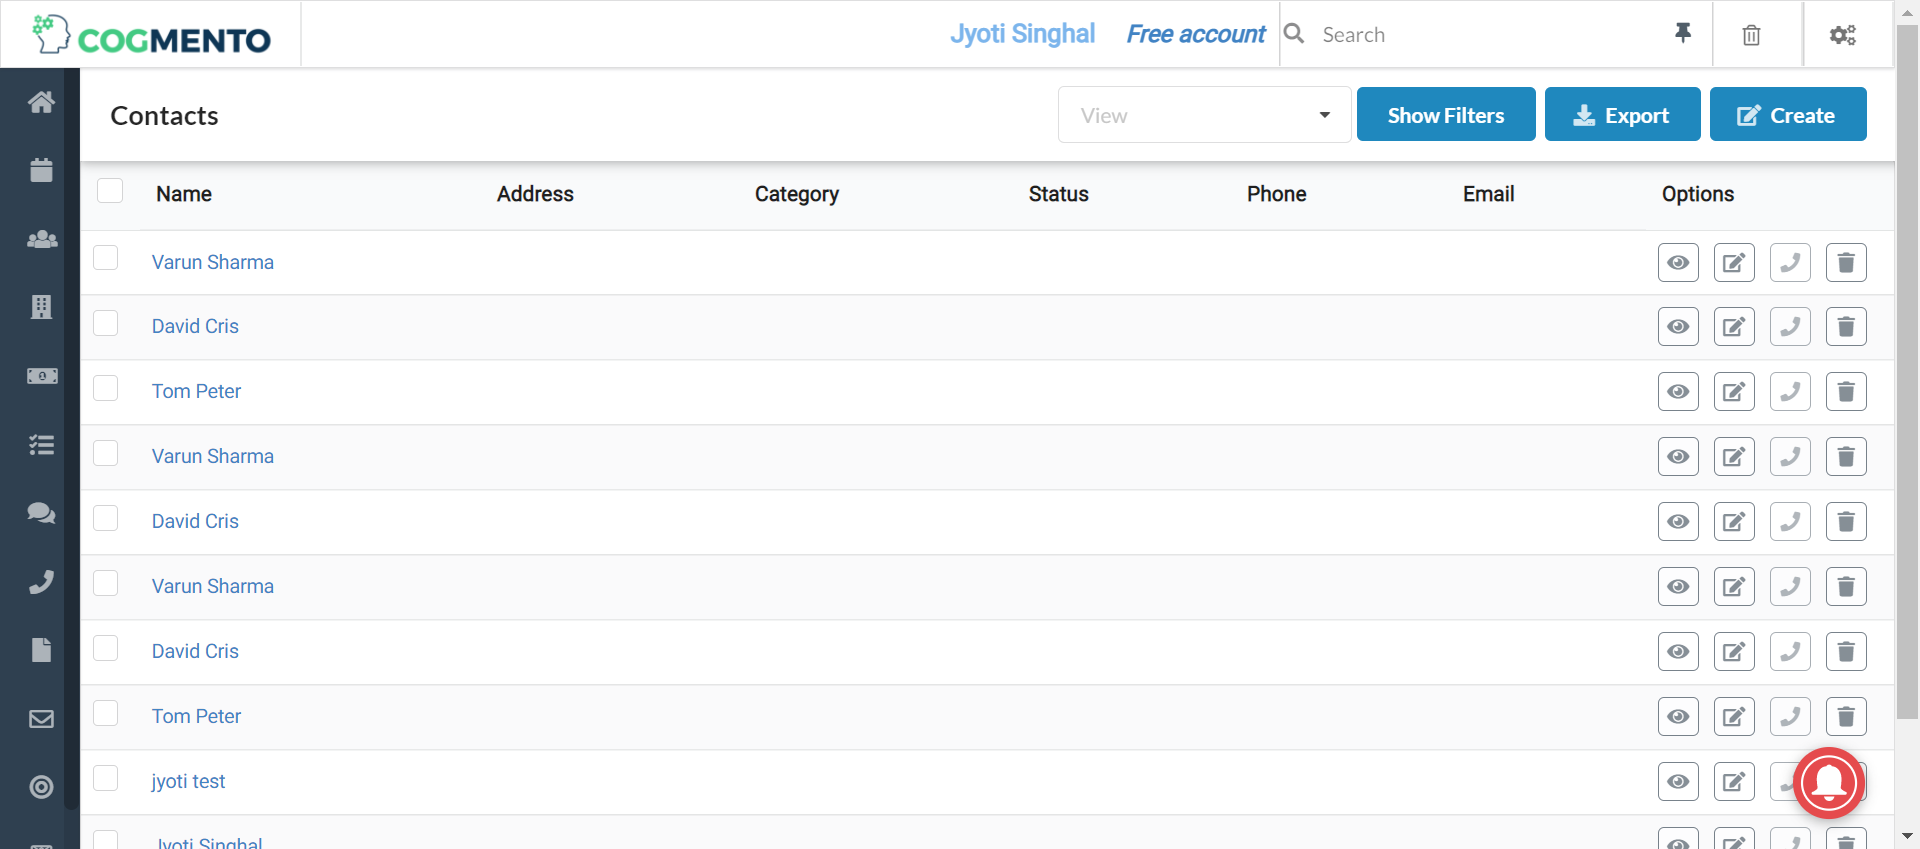 COGMENTO
Jyoti Singhal Free account Search
Contacts
View Show Filters Export Create
Name Address Category Status Phone Email Options
Varun Sharma
David Cris
Tom Peter
Varun Sharma
David Cris
Varun Sharma
David Cris
Tom Peter
jyoti test
Jyoti Singhal